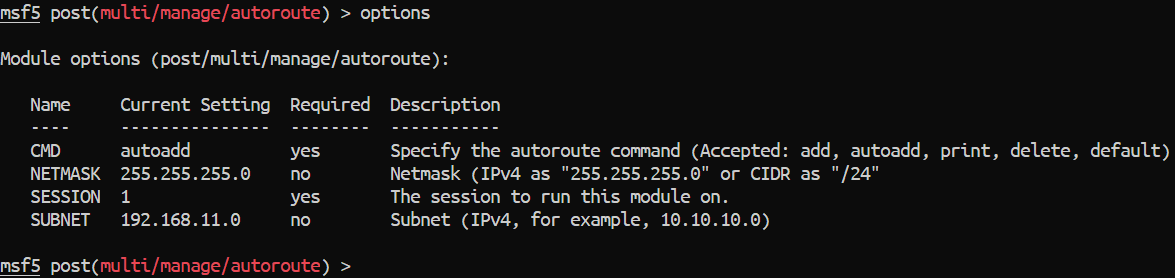 msf5 post(multi/manage/autoroute) > options
Module options (post/multi/manage/autoroute):
Name Current Setting Required Description
---- --------------- -------- -----------
CMD autoadd yes Specify the autoroute command (Accepted: add, autoadd, print, delete, default)
NETMASK 255.255.255.0 no Netmask (IPv4 as "255.255.255.0" or CIDR as "/24"
SESSION 1 yes The session to run this module on.
SUBNET 192.168.11.0 no Subnet (IPv4, for example, 10.10.10.0)
msf5 post(multi/manage/autoroute) >